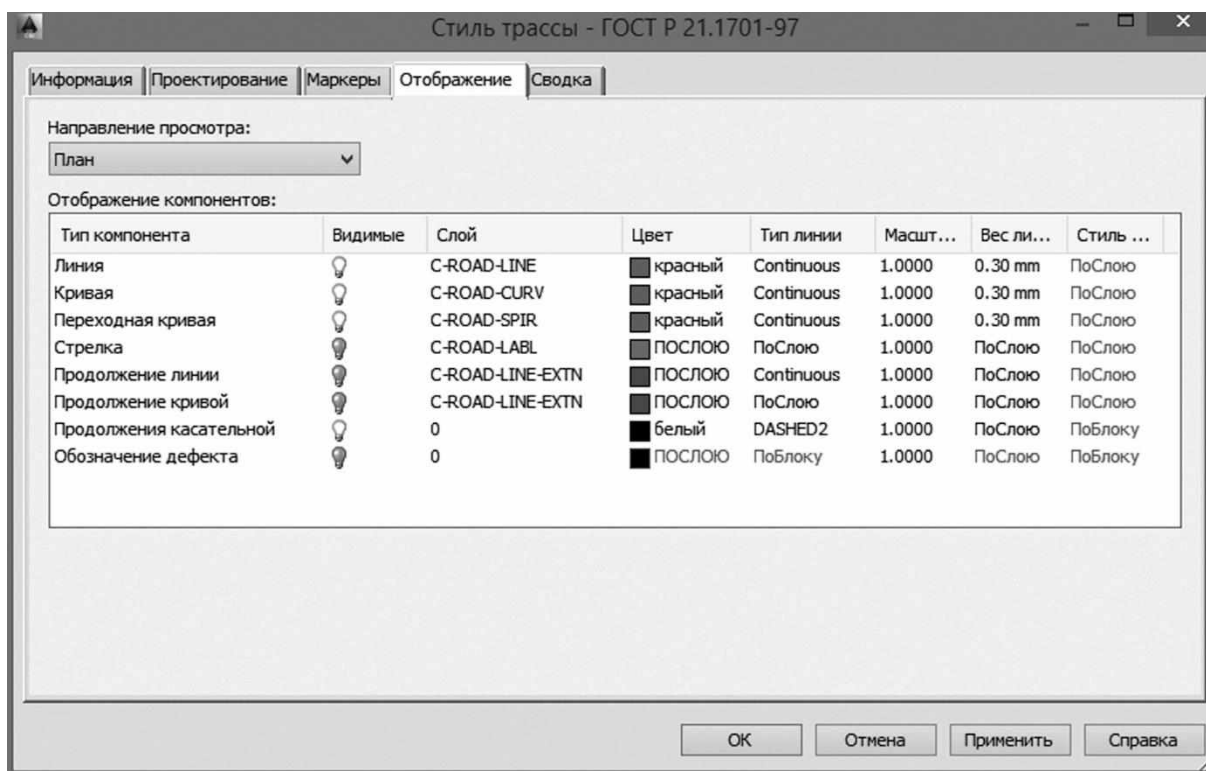 Стиль трассы - ГОСТ Р 21.1701-97
Информация Проектирование Маркеры Отображение Сводка
Направление просмотра:
План
Отображение компонентов:
Тип компонента Видимые Слой Цвет Тип линии Масшт... Вес ли... Стиль ...
Линия C-ROAD-LINE красный Continuous 1.0000 0.30 mm ПоСлою
Кривая C-ROAD-CURV красный Continuous 1.0000 0.30 mm ПоСлою
Переходная кривая C-ROAD-SPIR красный Continuous 1.0000 0.30 mm ПоСлою
Стрелка C-ROAD-LABL ПОСЛОЮ ПоСлою 1.0000 ПоСлою ПоСлою
Продолжение линии C-ROAD-LINE-EXTN ПОСЛОЮ Continuous 1.0000 ПоСлою ПоСлою
Продолжение кривой C-ROAD-LINE-EXTN ПОСЛОЮ ПоСлою 1.0000 ПоСлою ПоСлою
Продолжения касательной 0 белый DASHED2 1.0000 ПоСлою ПоБлоку
Обозначение дефекта 0 ПОСЛОЮ ПоБлоку 1.0000 ПоСлою ПоБлоку
ОК Отмена Применить Справка